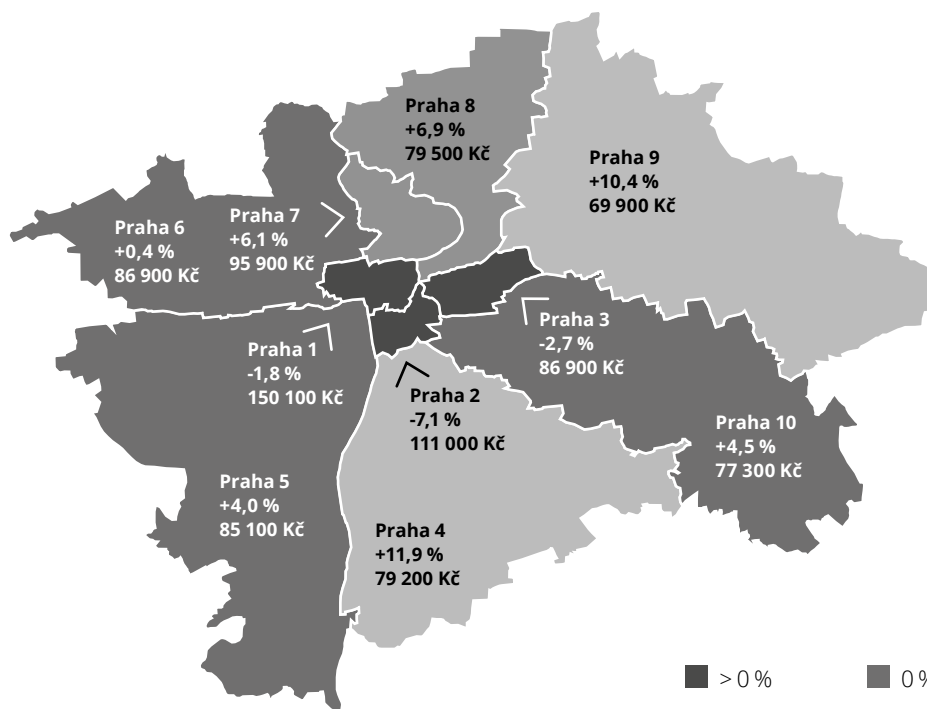 Praha 8
+6,9 %
79 500 Kč
Praha 9
+10,4 %
69 900 Kč
Praha 7
+6,1 %
95 900 Kč
Praha 6
+0,4 %
86 900 Kč
Praha 3
-2,7 %
86 900 Kč
Praha 1
-1,8 %
150 100 Kč
Praha 2
-7,1 %
111 000 Kč
Praha 10
+4,5 %
77 300 Kč
Praha 5
+4,0 %
85 100 Kč
Praha 4
+11,9 %
79 200 Kč
> 0 %
0 %